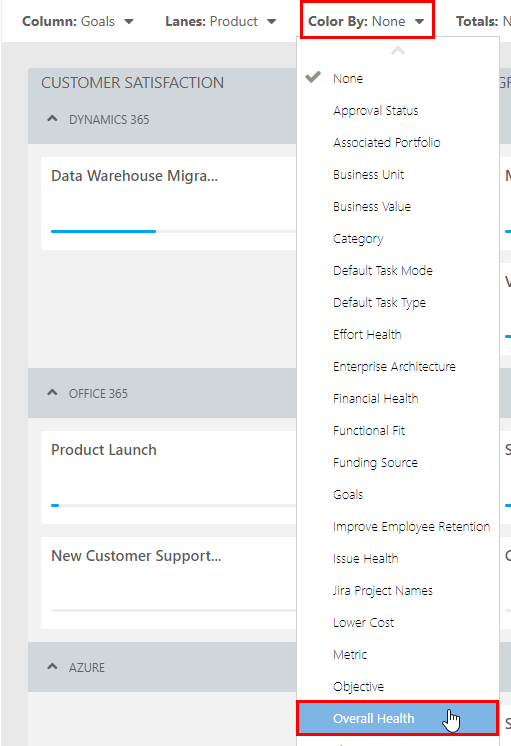 Column: Goals Lanes: Product Color By: None Totals: N
CUSTOMER SATISFACTION
DYNAMICS 365
Data Warehouse Migra...
OFFICE 365
Product Launch
New Customer Support...
AZURE
None
Approval Status
Associated Portfolio
Business Unit
Business Value
Category
Default Task Mode
Default Task Type
Effort Health
Enterprise Architecture
Financial Health
Functional Fit
Funding Source
Goals
Improve Employee Retention
Issue Health
Jira Project Names
Lower Cost
Metric
Objective
Overall Health